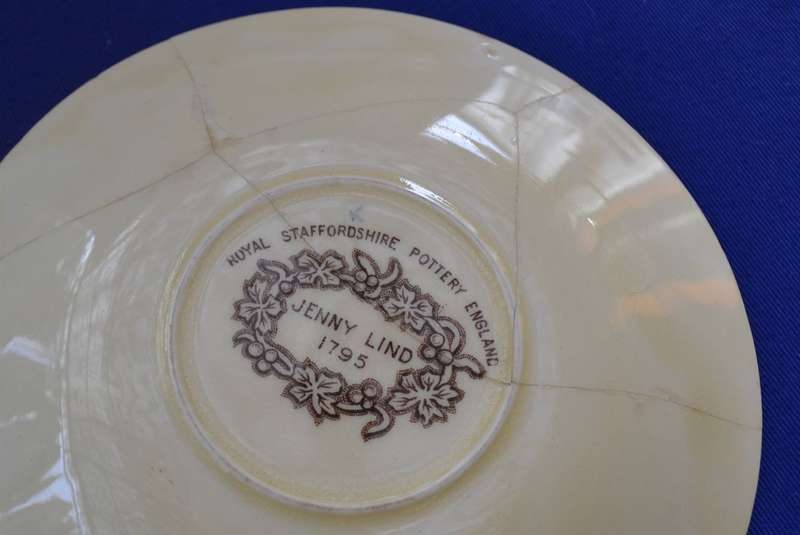 ROYAL STAFFORDSHIRE POTTERY ENGLAND
JENNY LIND
1795